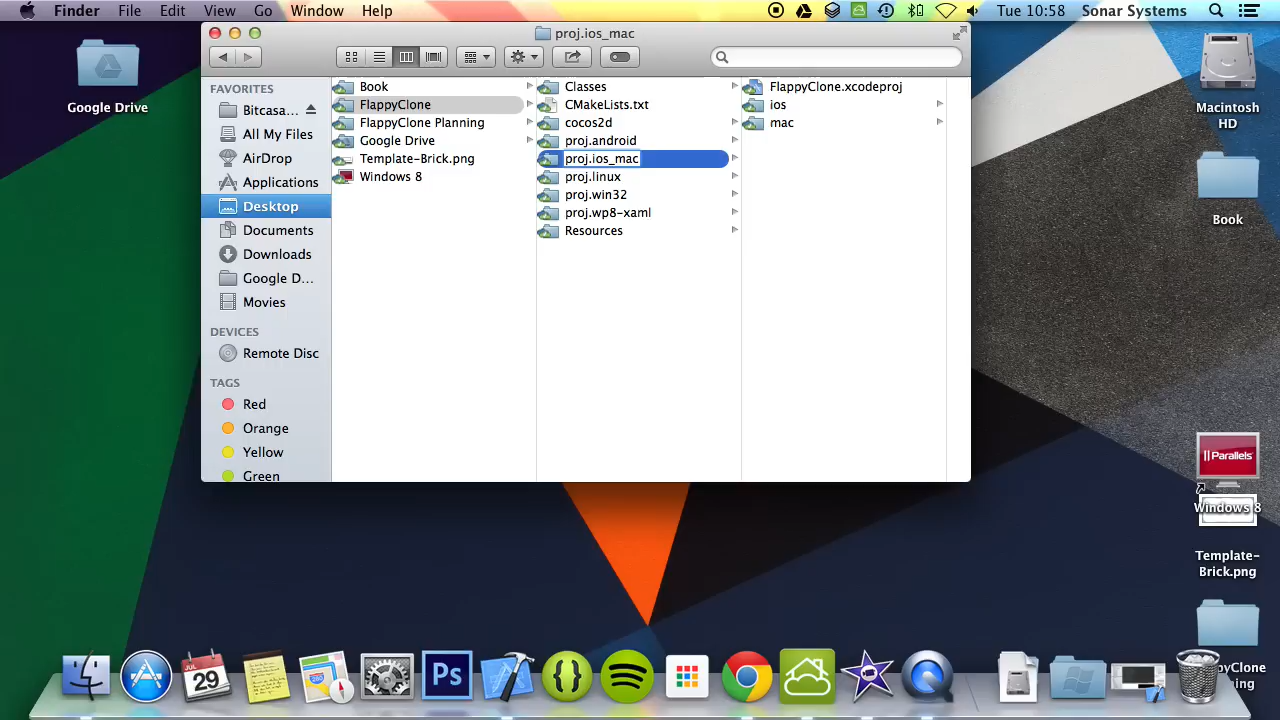 Finder File Edit View Go Window Help
Tue 10:58 Sonar Systems
proj.ios_mac
Google Drive
FAVORITES
Bitcasa...
All My Files
AirDrop
Applications
Desktop
Documents
Downloads
Google D...
Movies
DEVICES
Remote Disc
TAGS
Red
Orange
Yellow
Green
Book
FlappyClone
FlappyClone Planning
Google Drive
Template-Brick.png
Windows 8
Classes
CMakeLists.txt
cocos2d
proj.android
proj.ios_mac
proj.linux
proj.win32
proj.wp8-xaml
Resources
FlappyClone.xcodeproj
ios
mac
Macintosh
HD
Book
Parallels
Windows 8
Template-
Brick.png
JUL
29
Ps